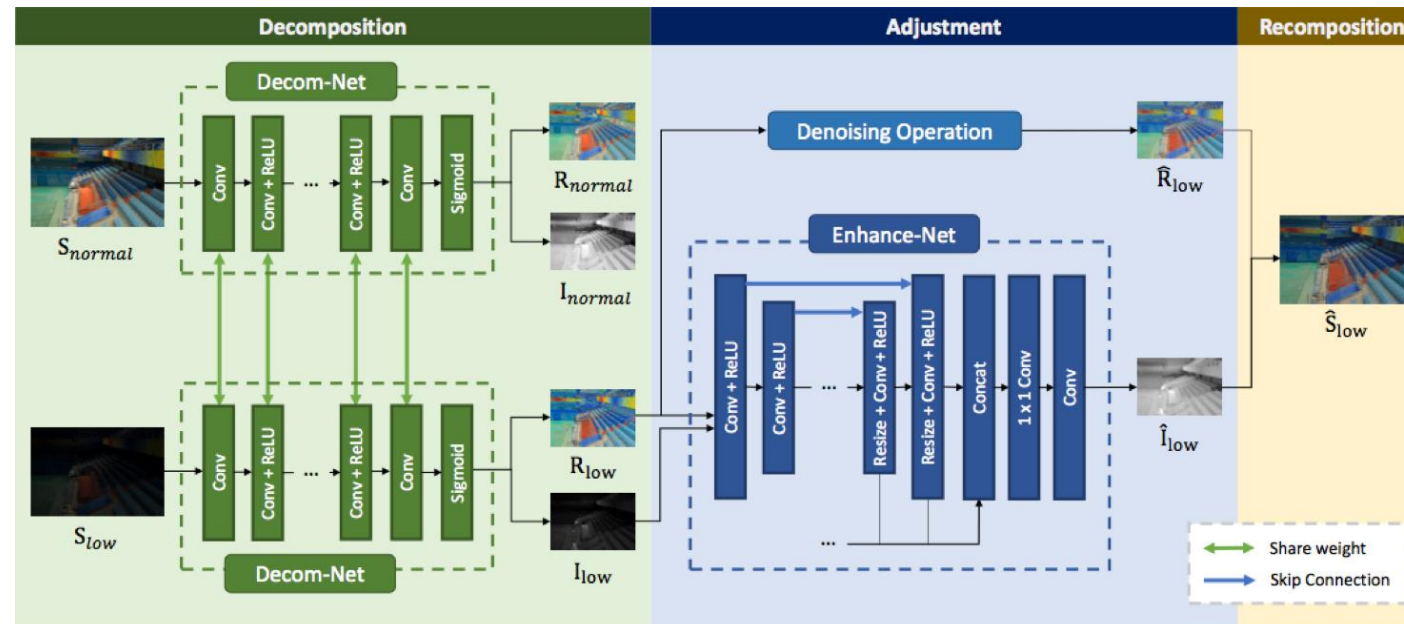 Decomposition
Adjustment
Recomposition
Decom-Net
Conv
Conv + ReLU
...
Conv + ReLU
Conv
Sigmoid
S_normal
R_normal
I_normal
Denoising Operation
R̂_low
Enhance-Net
Conv + ReLU
Conv + ReLU
...
Resize + Conv + ReLU
Resize + Conv + ReLU
Concat
1 x 1 Conv
Conv
...
Î_low
Ŝ_low
Conv
Conv + ReLU
...
Conv + ReLU
Conv
Sigmoid
S_low
R_low
I_low
Decom-Net
Share weight
Skip Connection